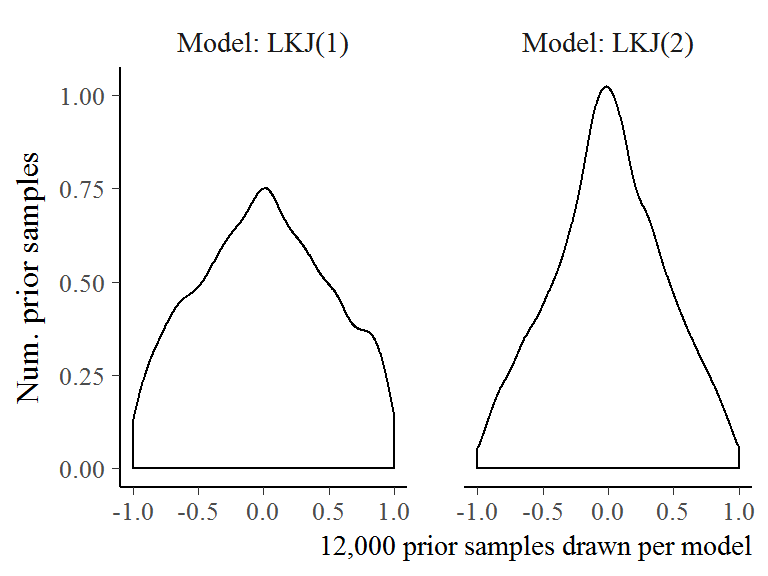 Model: LKJ(1)
Model: LKJ(2)
Num. prior samples
1.00
0.75
0.50
0.25
0.00
-1.0 -0.5 0.0 0.5 1.0
-1.0 -0.5 0.0 0.5 1.0
12,000 prior samples drawn per model